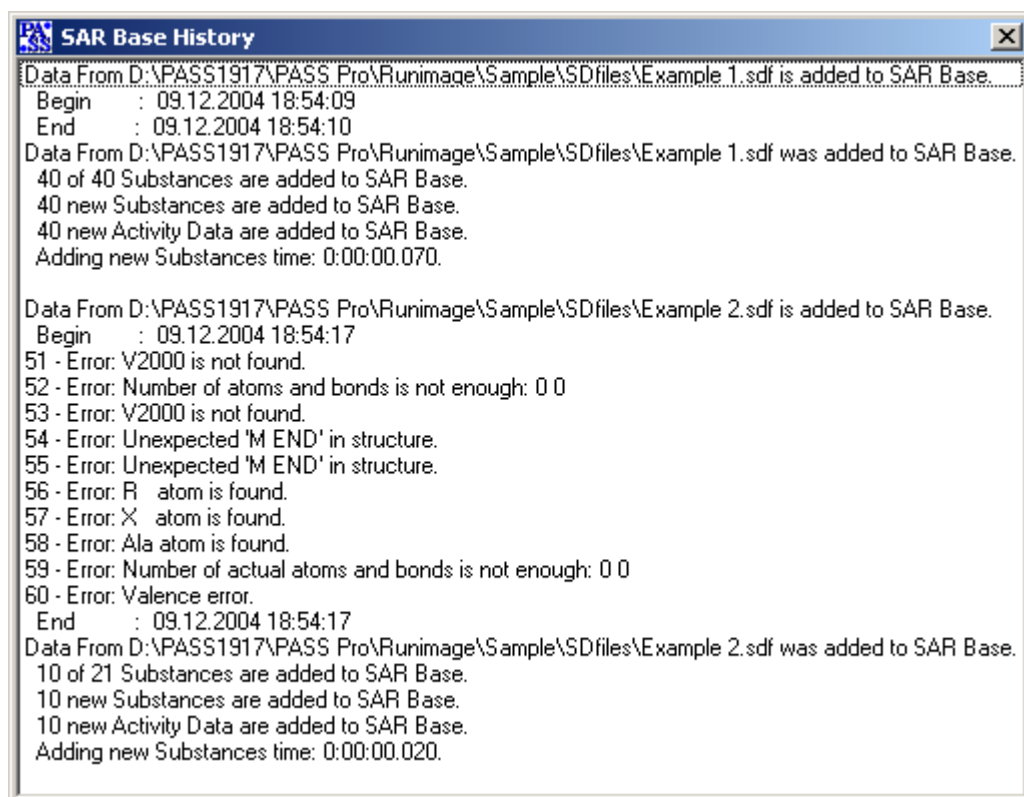 PASS SAR Base History
Data From D:\PASS1917\PASS Pro\Runimage\Sample\SDfiles\Example 1.sdf is added to SAR Base.
Begin : 09.12.2004 18:54:09
End : 09.12.2004 18:54:10
Data From D:\PASS1917\PASS Pro\Runimage\Sample\SDfiles\Example 1.sdf was added to SAR Base.
40 of 40 Substances are added to SAR Base.
40 new Substances are added to SAR Base.
40 new Activity Data are added to SAR Base.
Adding new Substances time: 0:00:00.070.
Data From D:\PASS1917\PASS Pro\Runimage\Sample\SDfiles\Example 2.sdf is added to SAR Base.
Begin : 09.12.2004 18:54:17
51 - Error: V2000 is not found.
52 - Error: Number of atoms and bonds is not enough: 0 0
53 - Error: V2000 is not found.
54 - Error: Unexpected 'M END' in structure.
55 - Error: Unexpected 'M END' in structure.
56 - Error: R atom is found.
57 - Error: X atom is found.
58 - Error: Ala atom is found.
59 - Error: Number of actual atoms and bonds is not enough: 0 0
60 - Error: Valence error.
End : 09.12.2004 18:54:17
Data From D:\PASS1917\PASS Pro\Runimage\Sample\SDfiles\Example 2.sdf was added to SAR Base.
10 of 21 Substances are added to SAR Base.
10 new Substances are added to SAR Base.
10 new Activity Data are added to SAR Base.
Adding new Substances time: 0:00:00.020.